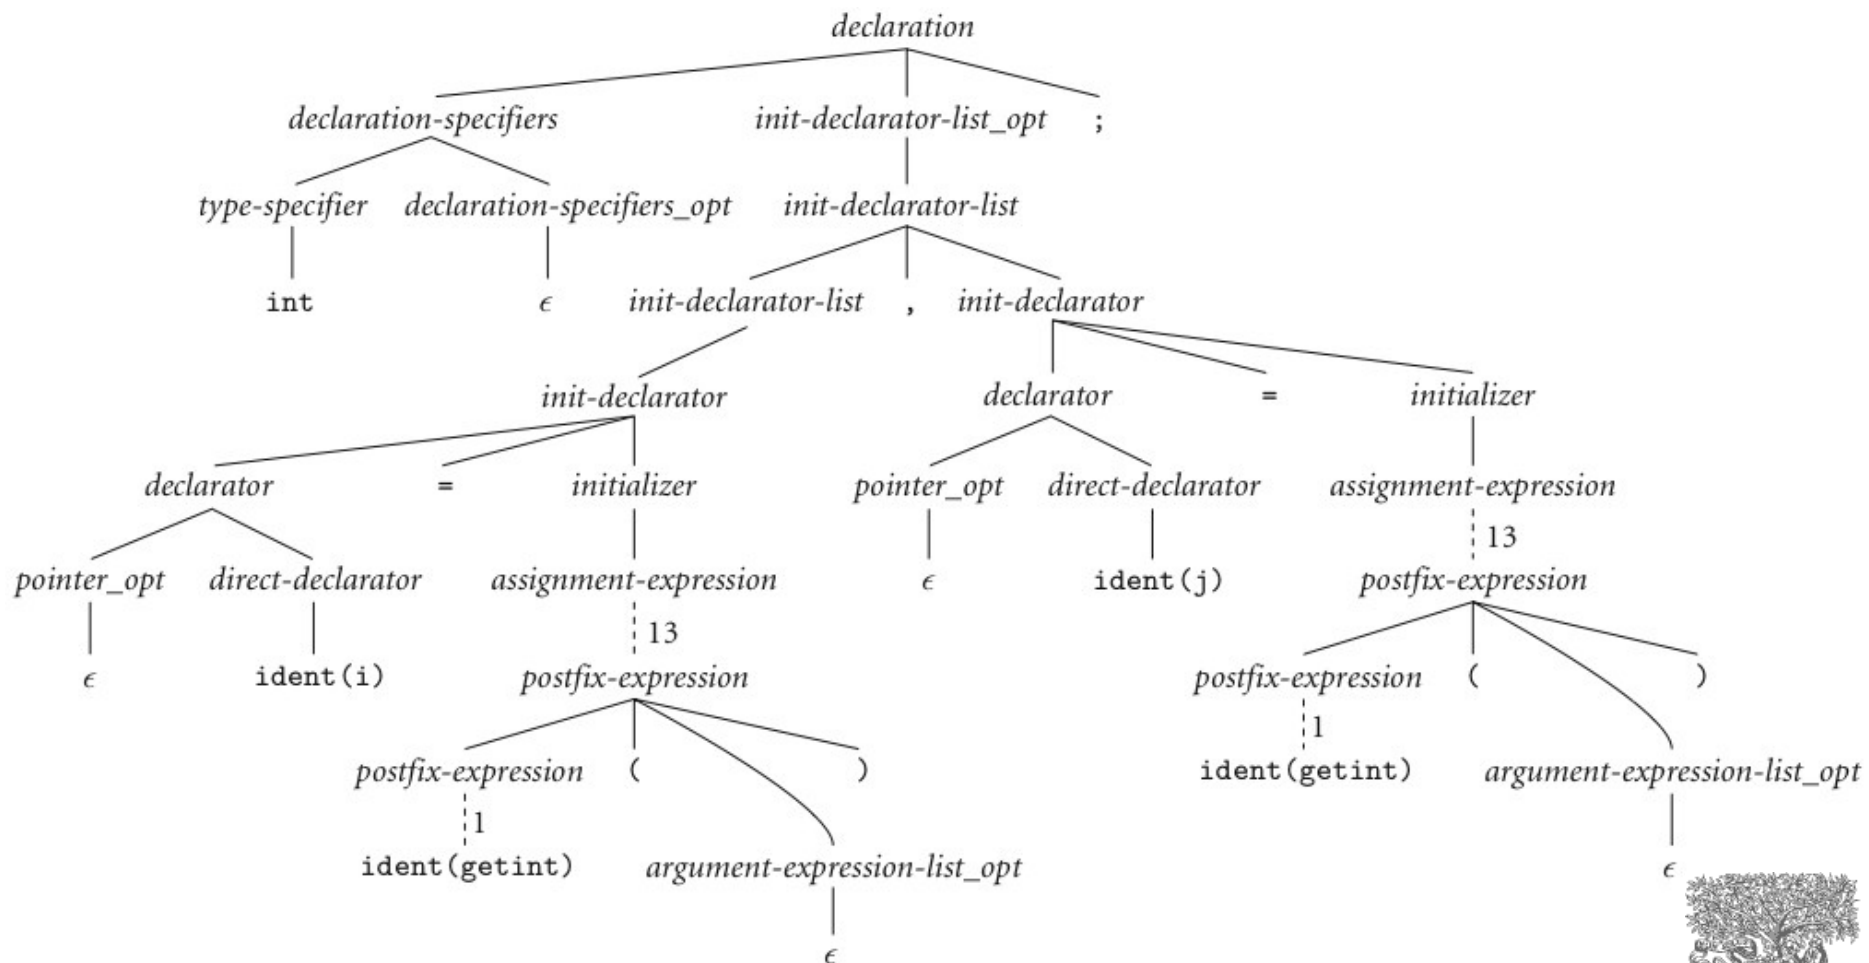 declaration
declaration-specifiers init-declarator-list_opt ;
type-specifier declaration-specifiers_opt init-declarator-list
int ϵ init-declarator-list , init-declarator
init-declarator declarator = initializer
declarator = initializer pointer_opt direct-declarator assignment-expression
13
pointer_opt direct-declarator assignment-expression ϵ ident(j) postfix-expression
13
ϵ ident(i) postfix-expression postfix-expression ( )
1
postfix-expression ( ) ident(getint) argument-expression-list_opt
1
ident(getint) argument-expression-list_opt ϵ
ϵ